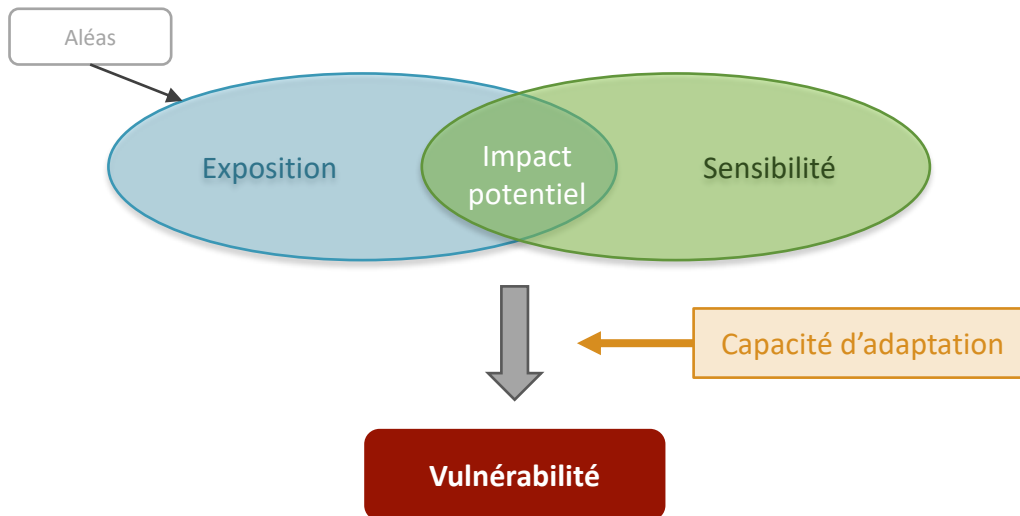 Aléas
Exposition
Impact
potentiel
Sensibilité
Capacité d’adaptation
Vulnérabilité